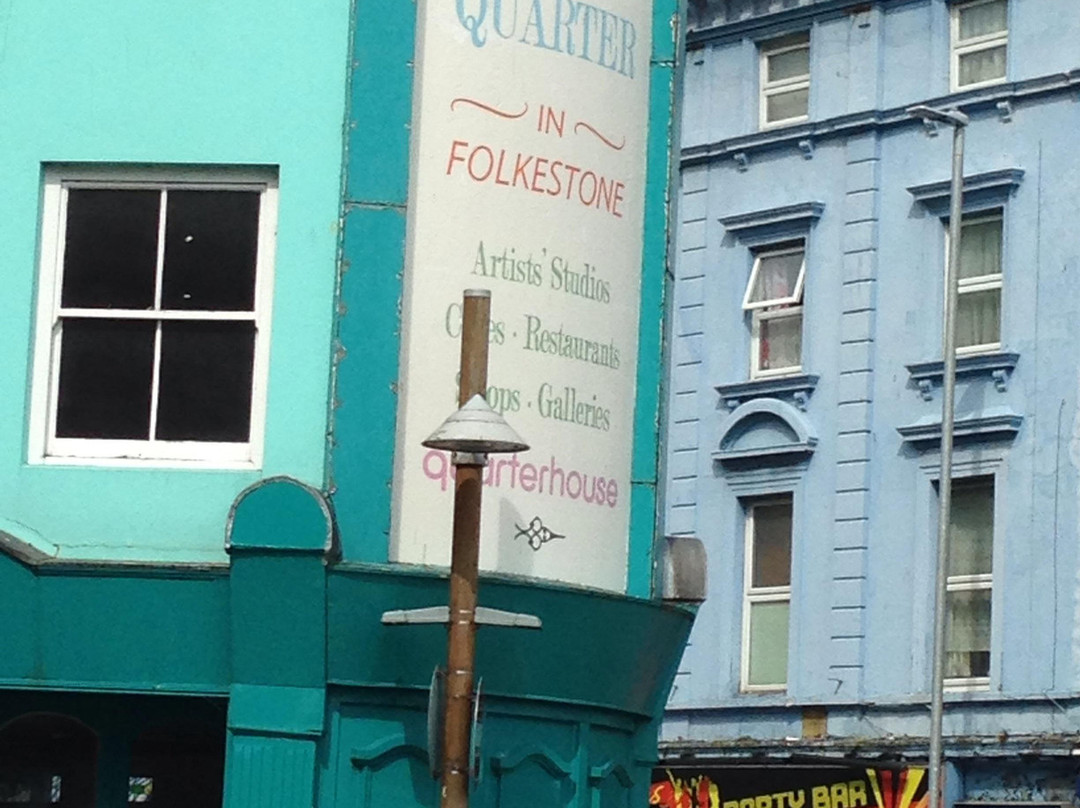 QUARTER
IN
FOLKESTONE
Artists' Studios
Restaurants
Galleries
quarterhouse
PARTY BAR